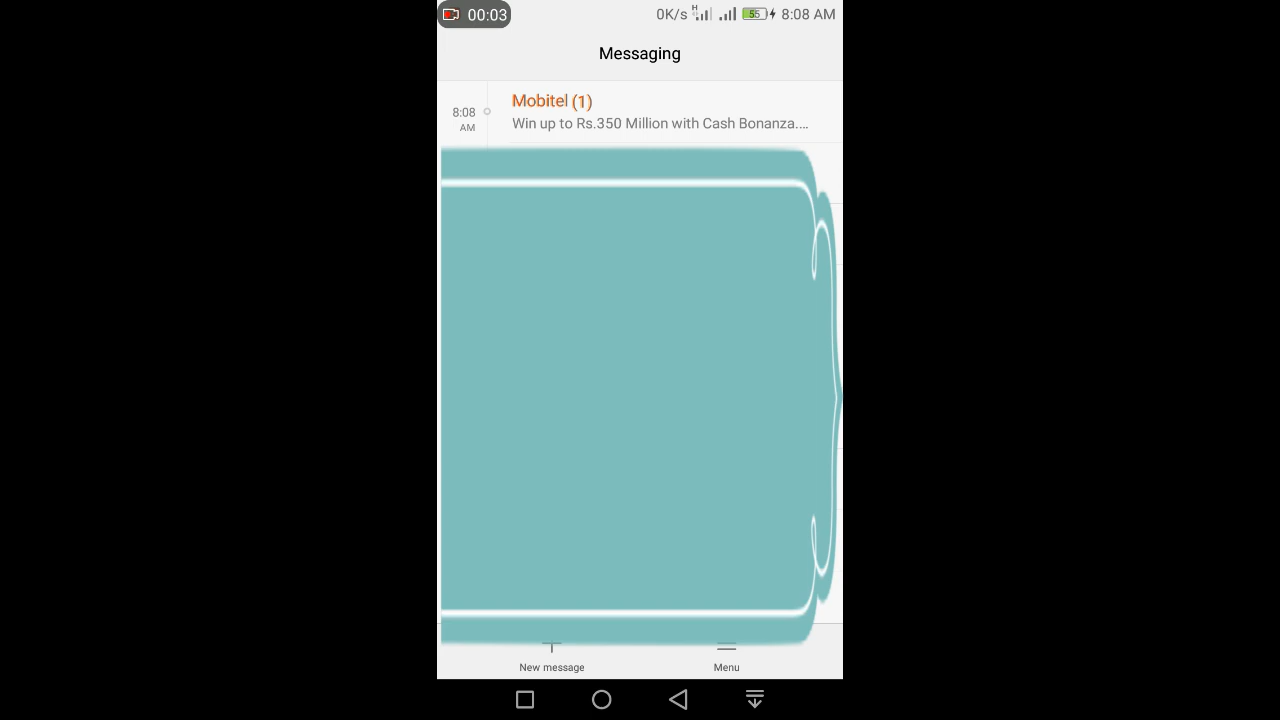 00:03
0K/s H 55 8:08 AM
Messaging
Mobitel (1)
8:08
AM
Win up to Rs.350 Million with Cash Bonanza....
New message
Menu